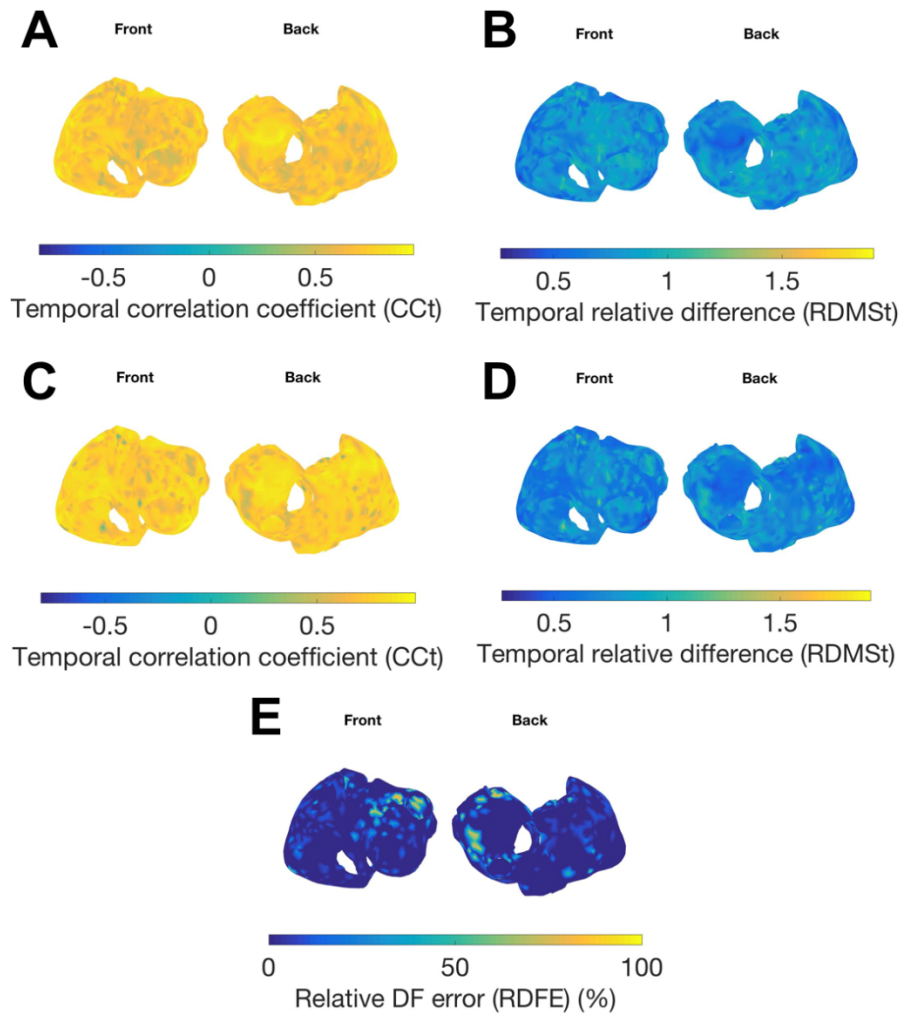 A Front Back B Front Back
-0.5 0 0.5 0.5 1 1.5
Temporal correlation coefficient (CCt) Temporal relative difference (RDMSt)
C Front Back D Front Back
-0.5 0 0.5 0.5 1 1.5
Temporal correlation coefficient (CCt) Temporal relative difference (RDMSt)
E Front Back
0 50 100
Relative DF error (RDFE) (%)